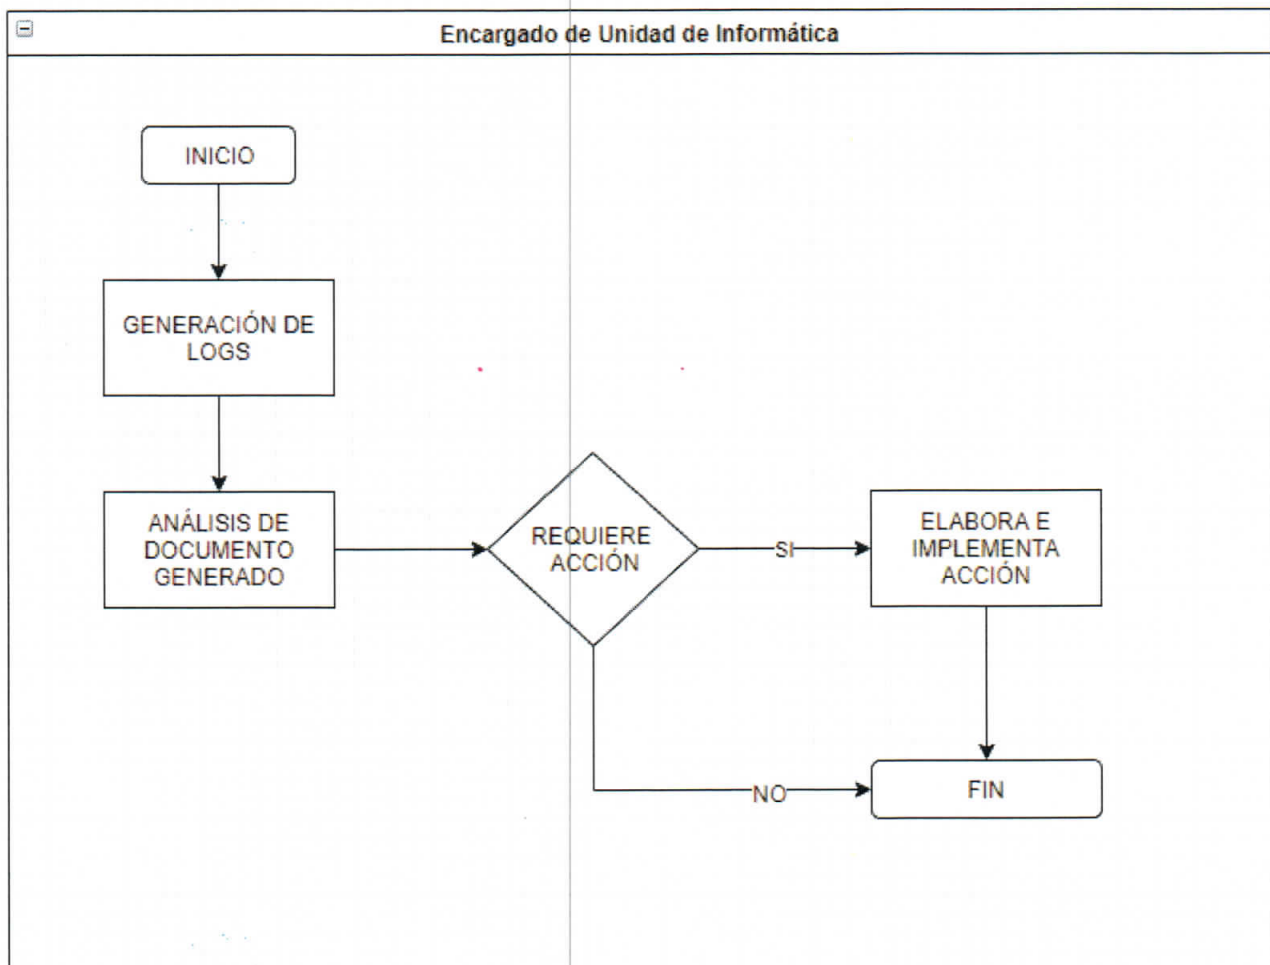 Encargado de Unidad de Informática
INICIO
GENERACIÓN DE
LOGS
ANÁLISIS DE
DOCUMENTO
GENERADO
REQUIERE
ACCIÓN
SI
ELABORA E
IMPLEMENTA
ACCIÓN
NO
FIN